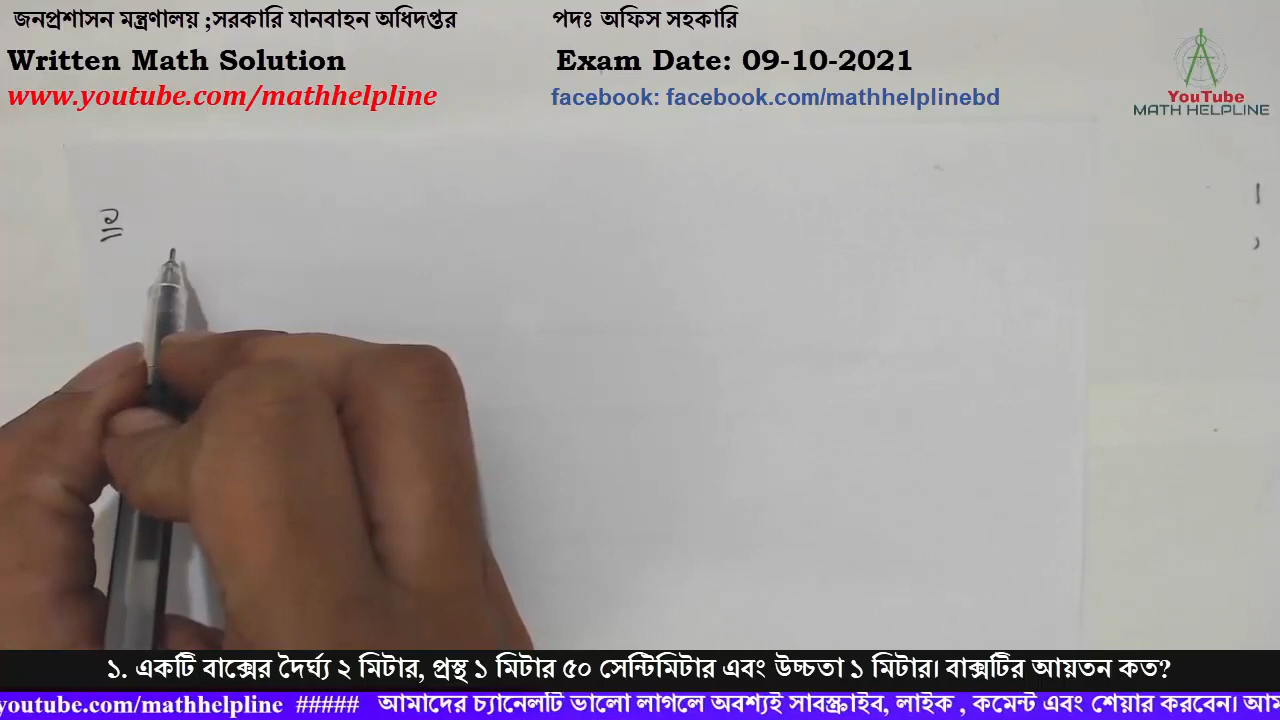 জনপ্রশাসন মন্ত্রণালয় ;সরকারি যানবাহন অধিদপ্তর
পদঃ অফিস সহকারি
Written Math Solution
Exam Date: 09-10-2021
www.youtube.com/mathhelpline
facebook: facebook.com/mathhelplinebd
YouTube
MATH HELPLINE
১. একটি বাক্সের দৈর্ঘ্য ২ মিটার, প্রস্থ ১ মিটার ৫০ সেন্টিমিটার এবং উচ্চতা ১ মিটার। বাক্সটির আয়তন কত?
youtube.com/mathhelpline ##### আমাদের চ্যানেলটি ভালো লাগলে অবশ্যই সাবস্ক্রাইব, লাইক , কমেন্ট এবং শেয়ার করবেন।